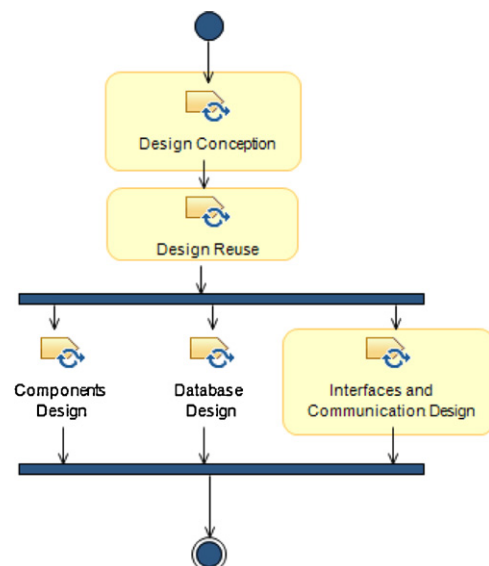 Design Conception
Design Reuse
Components
Design
Database
Design
Interfaces and
Communication Design